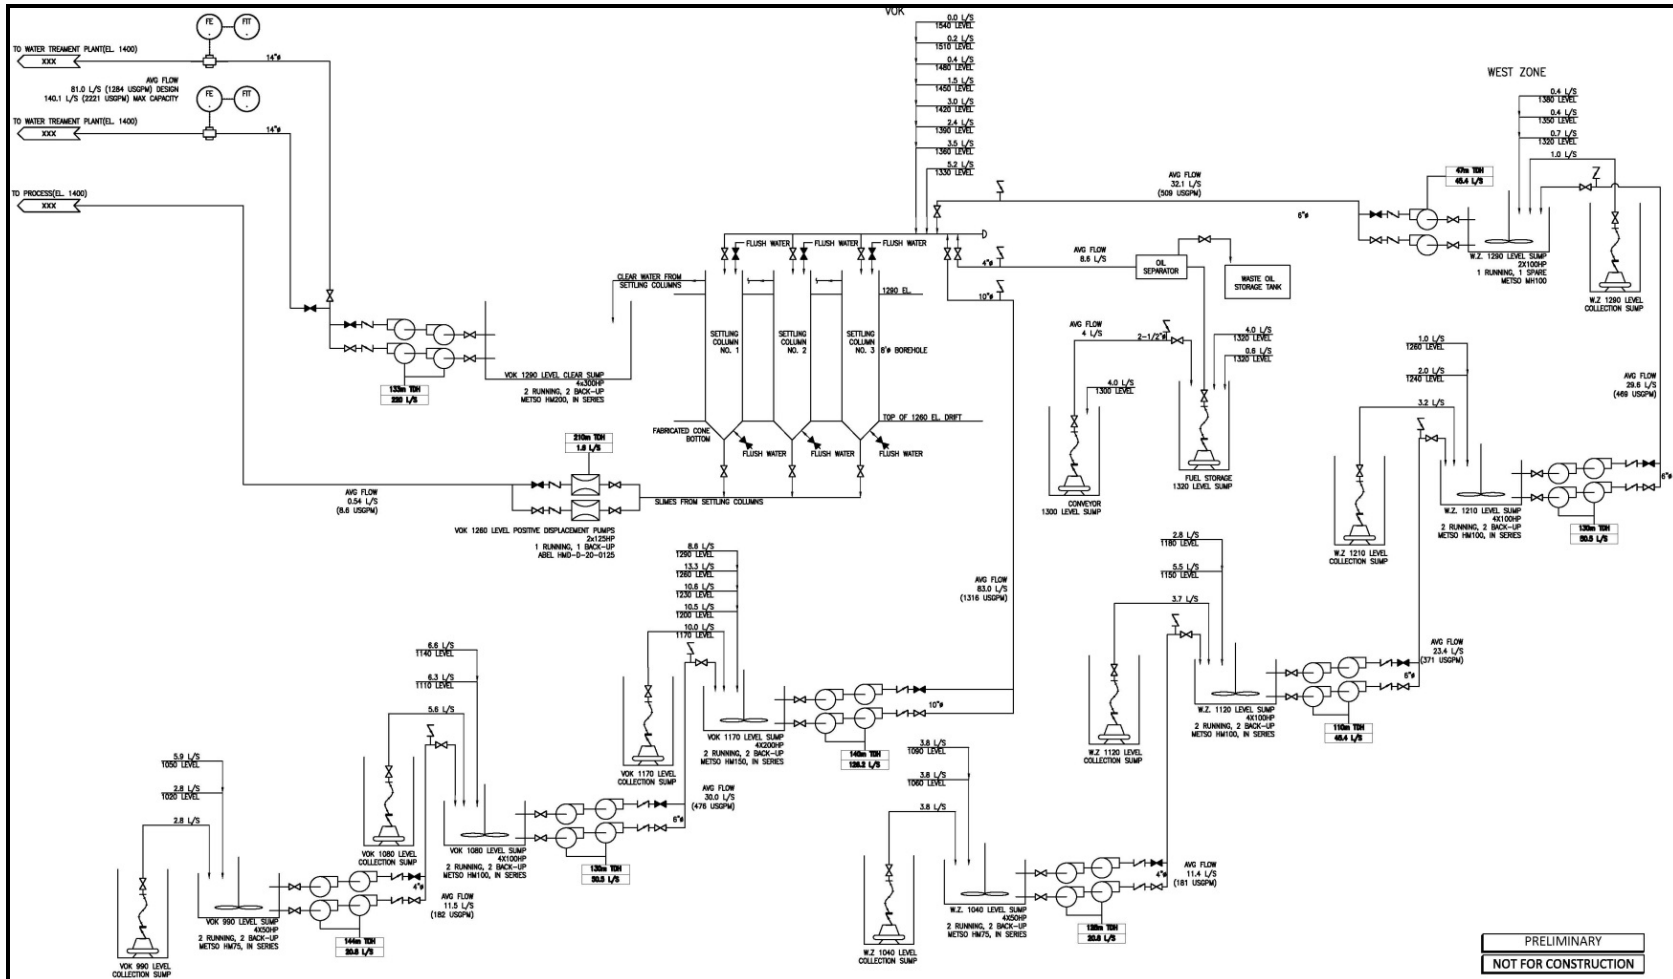 VOK
0.0 L/S
1540 LEVEL
0.2 L/S
1510 LEVEL
0.4 L/S
1480 LEVEL
1.5 L/S
1450 LEVEL
3.0 L/S
1420 LEVEL
2.4 L/S
1390 LEVEL
3.5 L/S
1360 LEVEL
5.2 L/S
1330 LEVEL
FE
FIT
TO WATER TREAMENT PLANT(EL. 1400)
XXX
14"ø
AVG FLOW
81.0 L/S (1284 USGPM) DESIGN
140.1 L/S (2221 USGPM) MAX CAPACITY
FE
FIT
TO WATER TREAMENT PLANT(EL. 1400)
XXX
14"ø
TO PROCESS(EL. 1400)
XXX
WEST ZONE
0.4 L/S
1380 LEVEL
0.4 L/S
1350 LEVEL
0.7 L/S
1320 LEVEL
1.0 L/S
47m TDH
45.4 L/S
AVG FLOW
32.1 L/S
(509 USGPM)
6"ø
W.Z. 1290 LEVEL SUMP
2X100HP
1 RUNNING, 1 SPARE
METSO MH100
W.Z 1290 LEVEL
COLLECTION SUMP
FLUSH WATER
FLUSH WATER
FLUSH WATER
CLEAR WATER FROM
SETTLING COLUMNS
1290 EL.
SETTLING
COLUMN
NO. 1
SETTLING
COLUMN
NO. 2
SETTLING
COLUMN
NO. 3
8'ø BOREHOLE
TOP OF 1260 EL. DRIFT
FABRICATED CONE
BOTTOM
FLUSH WATER
FLUSH WATER
FLUSH WATER
SLIMES FROM SETTLING COLUMNS
4"ø
10"ø
AVG FLOW
8.6 L/S
OIL
SEPARATOR
WASTE OIL
STORAGE TANK
AVG FLOW
4 L/S
2-1/2"ø
4.0 L/S
1320 LEVEL
0.6 L/S
1320 LEVEL
4.0 L/S
1300 LEVEL
CONVEYOR
1300 LEVEL SUMP
FUEL STORAGE
1320 LEVEL SUMP
133m TDH
220 L/S
VOK 1290 LEVEL CLEAR SUMP
4x300HP
2 RUNNING, 2 BACK-UP
METSO HM200, IN SERIES
210m TDH
1.9 L/S
AVG FLOW
0.54 L/S
(8.6 USGPM)
VOK 1260 LEVEL POSITIVE DISPLACEMENT PUMPS
2x125HP
1 RUNNING, 1 BACK-UP
ABEL HMD-D-20-0125
1.0 L/S
1260 LEVEL
2.0 L/S
1240 LEVEL
3.2 L/S
AVG FLOW
29.6 L/S
(469 USGPM)
6"ø
W.Z. 1210 LEVEL SUMP
4X100HP
2 RUNNING, 2 BACK-UP
METSO HM100, IN SERIES
130m TDH
50.5 L/S
W.Z 1210 LEVEL
COLLECTION SUMP
8.6 L/S
1290 LEVEL
13.3 L/S
1260 LEVEL
10.6 L/S
1230 LEVEL
10.5 L/S
1200 LEVEL
10.0 L/S
1170 LEVEL
AVG FLOW
83.0 L/S
(1316 USGPM)
10"ø
VOK 1170 LEVEL SUMP
4X200HP
2 RUNNING, 2 BACK-UP
METSO HM150, IN SERIES
140m TDH
126.2 L/S
VOK 1170 LEVEL
COLLECTION SUMP
2.8 L/S
1180 LEVEL
5.5 L/S
1150 LEVEL
3.7 L/S
AVG FLOW
23.4 L/S
(371 USGPM)
6"ø
W.Z. 1120 LEVEL SUMP
4X100HP
2 RUNNING, 2 BACK-UP
METSO HM100, IN SERIES
110m TDH
45.4 L/S
W.Z 1120 LEVEL
COLLECTION SUMP
6.6 L/S
1140 LEVEL
6.3 L/S
1110 LEVEL
5.6 L/S
AVG FLOW
30.0 L/S
(476 USGPM)
6"ø
VOK 1080 LEVEL SUMP
4X100HP
2 RUNNING, 2 BACK-UP
METSO HM100, IN SERIES
130m TDH
50.5 L/S
VOK 1080 LEVEL
COLLECTION SUMP
3.8 L/S
1090 LEVEL
3.8 L/S
1060 LEVEL
3.8 L/S
AVG FLOW
11.4 L/S
(181 USGPM)
4"ø
W.Z. 1040 LEVEL SUMP
4X50HP
2 RUNNING, 2 BACK-UP
METSO HM75, IN SERIES
TDH
20.8 L/S
W.Z 1040 LEVEL
COLLECTION SUMP
5.9 L/S
1050 LEVEL
2.8 L/S
1020 LEVEL
2.8 L/S
4"ø
AVG FLOW
11.5 L/S
(182 USGPM)
VOK 990 LEVEL SUMP
4X50HP
2 RUNNING, 2 BACK-UP
METSO HM75, IN SERIES
144m TDH
20.8 L/S
VOK 990 LEVEL
COLLECTION SUMP
PRELIMINARY
NOT FOR CONSTRUCTION